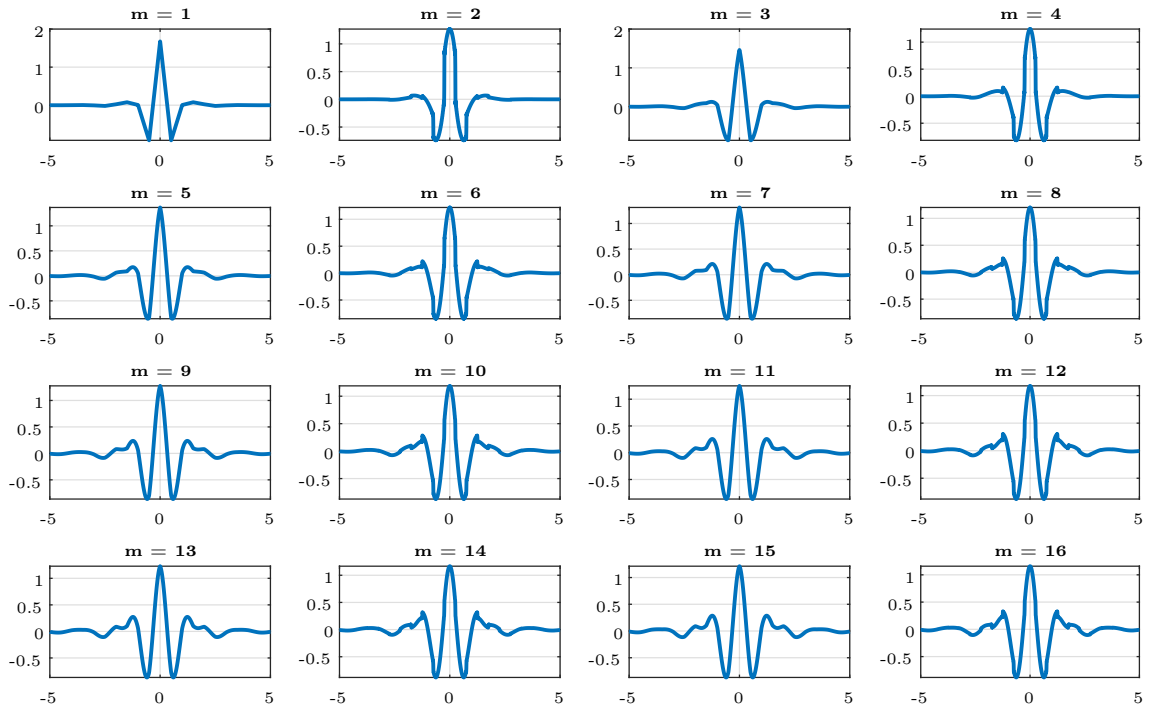 m = 1 m = 2 m = 3 m = 4
2 1 2 1
1 0.5 1 0.5
0 0 0 0
-0.5 -0.5
-5 0 5 -5 0 5 -5 0 5 -5 0 5
m = 5 m = 6 m = 7 m = 8
1 1 1 1
0.5 0.5 0.5 0.5
0 0 0 0
-0.5 -0.5 -0.5 -0.5
-5 0 5 -5 0 5 -5 0 5 -5 0 5
m = 9 m = 10 m = 11 m = 12
1 1 1 1
0.5 0.5 0.5 0.5
0 0 0 0
-0.5 -0.5 -0.5 -0.5
-5 0 5 -5 0 5 -5 0 5 -5 0 5
m = 13 m = 14 m = 15 m = 16
1 1 1 1
0.5 0.5 0.5 0.5
0 0 0 0
-0.5 -0.5 -0.5 -0.5
-5 0 5 -5 0 5 -5 0 5 -5 0 5